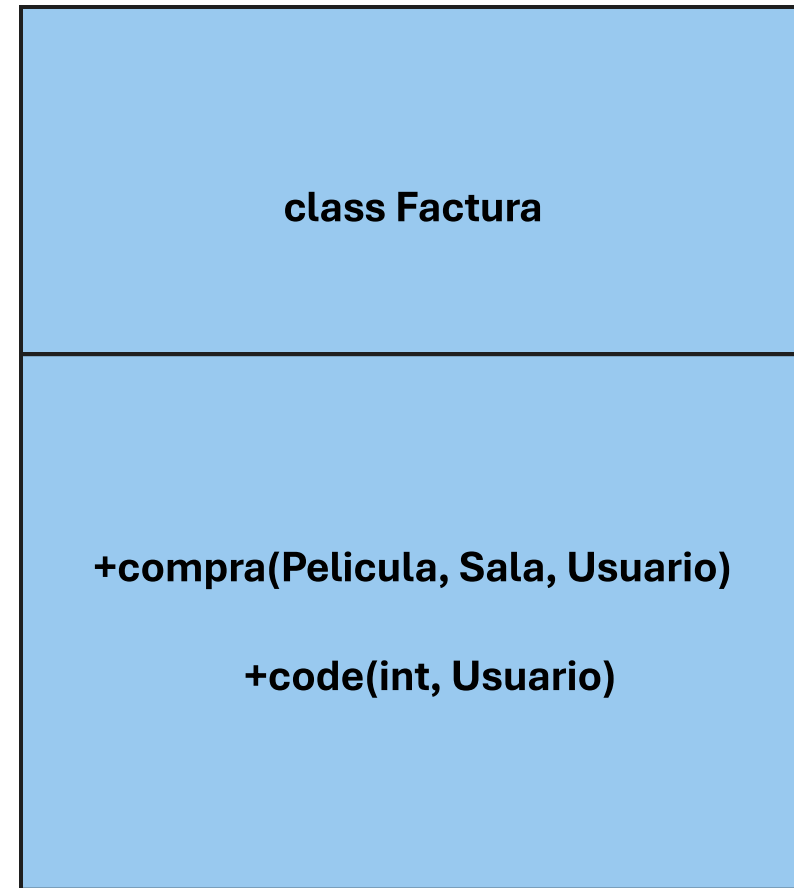 class Factura
+compra(Pelicula, Sala, Usuario)
+code(int, Usuario)